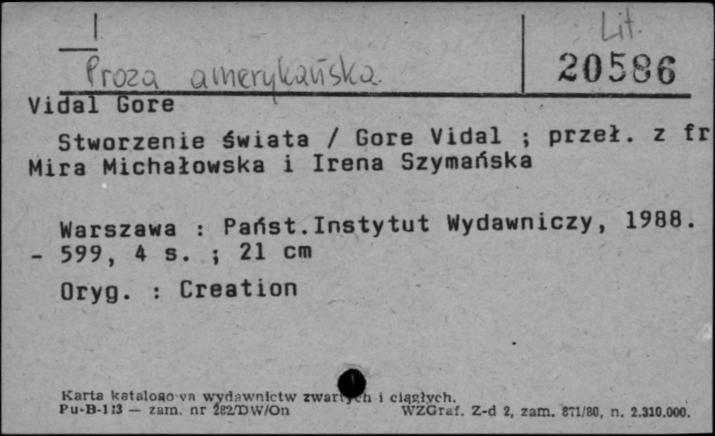 Lit.
Proza amerykańska.
20586
Vidal Gore
Stworzenie świata / Gore Vidal ; przeł. z fr
Mira Michałowska i Irena Szymańska
Warszawa : Państ.Instytut Wydawniczy, 1988.
- 599, 4 s. ; 21 cm
Oryg. : Creation
Karta katalogowa wydawnictw zwartych i ciągłych.
Pu-B-113 — zam. nr 282/DW/On WZGraf. Z-d 2, zam. 871/80, n. 2.310.000.